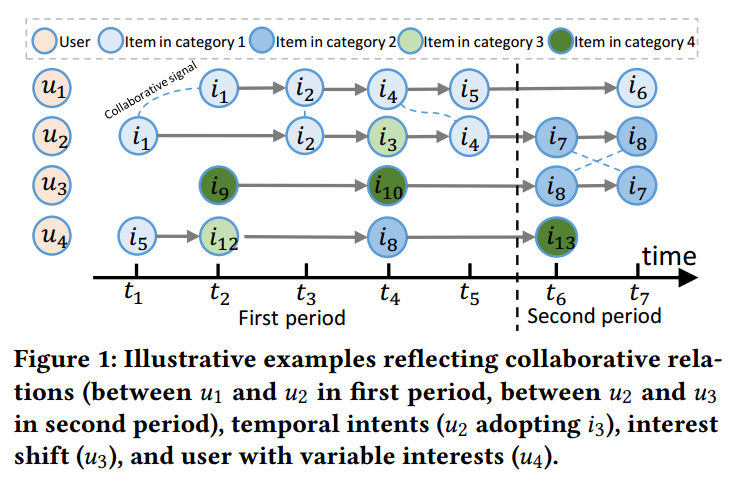 User Item in category 1 Item in category 2 Item in category 3 Item in category 4
Collaborative signal
u₁ i₁ i₂ i₄ i₅ i₆
u₂ i₁ i₂ i₃ i₄ i₇ i₈
u₃ i₉ i₁₀ i₈ i₇
u₄ i₅ i₁₂ i₈ i₁₃
time
t₁ t₂ t₃ t₄ t₅ t₆ t₇
First period Second period
Figure 1: Illustrative examples reflecting collaborative rela-
tions (between u₁ and u₂ in first period, between u₂ and u₃
in second period), temporal intents (u₂ adopting i₃), interest
shift (u₃), and user with variable interests (u₄).